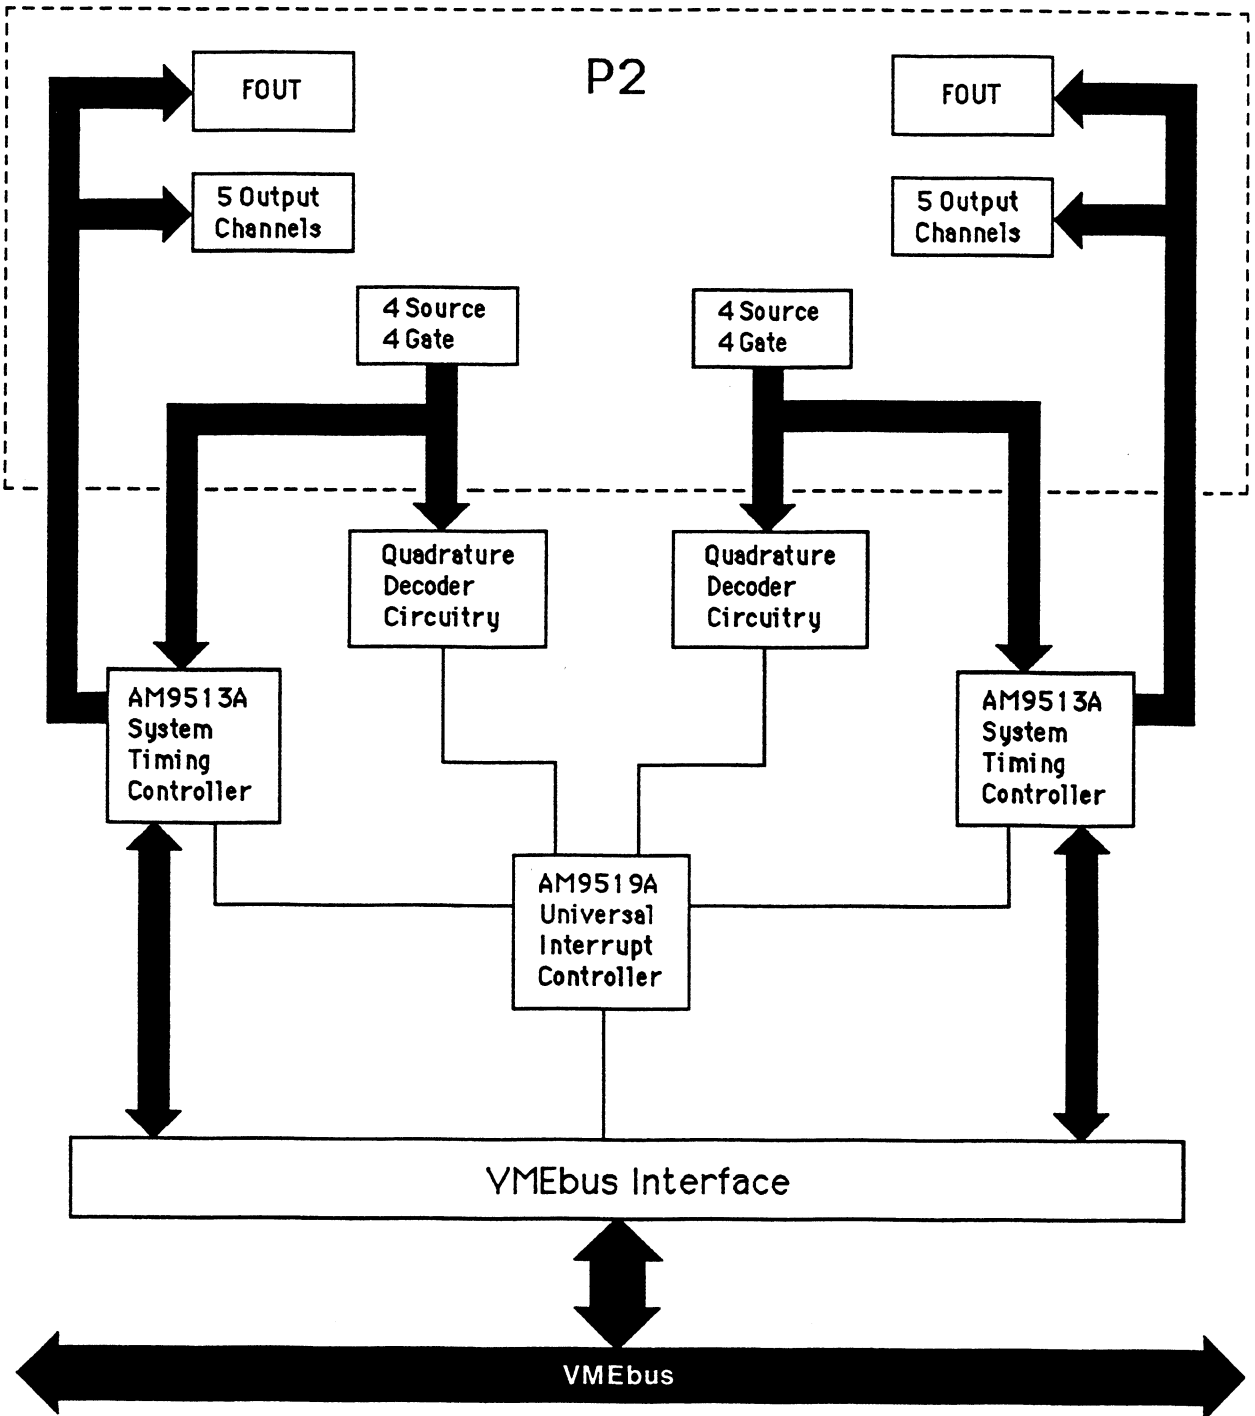 P2
FOUT
FOUT
5 Output
Channels
5 Output
Channels
4 Source
4 Gate
4 Source
4 Gate
Quadrature
Decoder
Circuitry
Quadrature
Decoder
Circuitry
AM9513A
System
Timing
Controller
AM9513A
System
Timing
Controller
AM9519A
Universal
Interrupt
Controller
VMEbus Interface
VMEbus